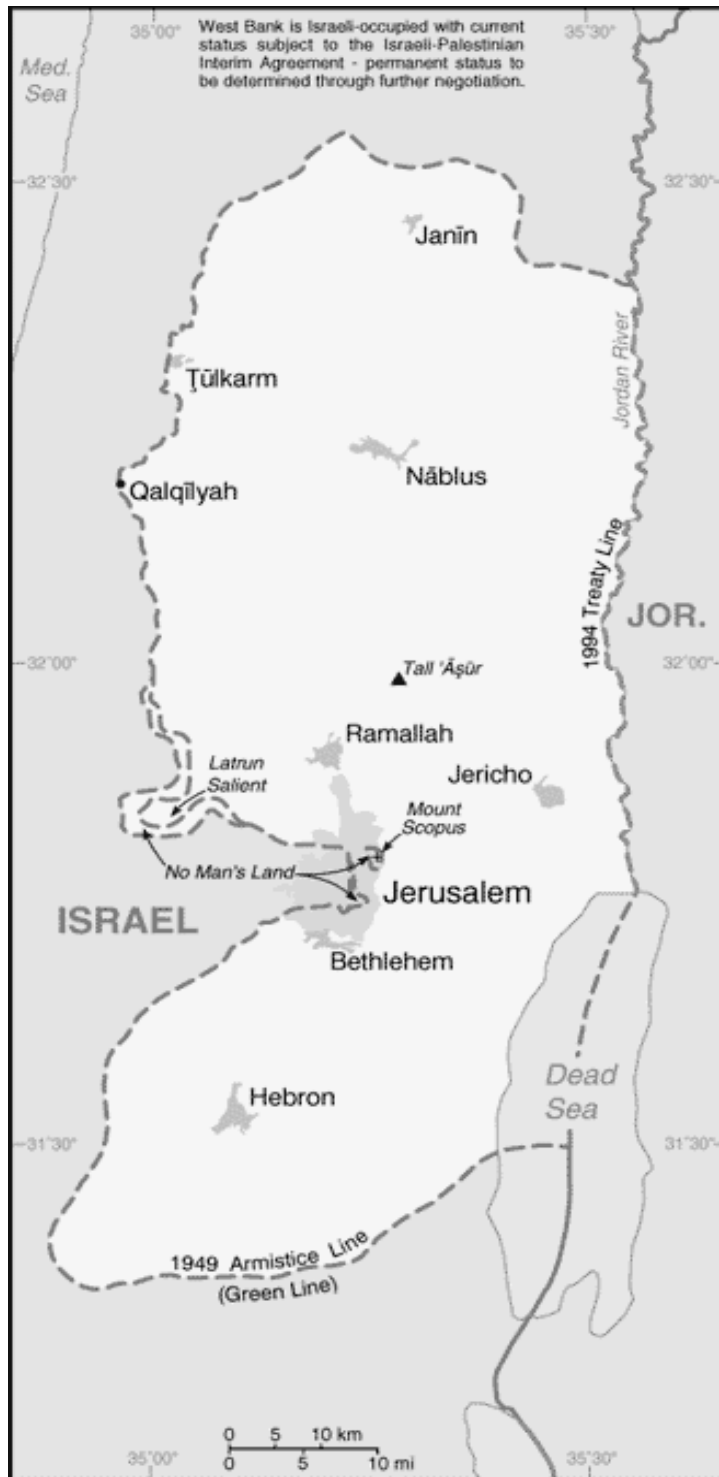 35°00'
West Bank is Israeli-occupied with current
status subject to the Israeli-Palestinian
Interim Agreement - permanent status to
be determined through further negotiation.
35°30'
Med.
Sea
32°30'
32°30'
Janīn
Jordan River
Ţūlkarm
Nāblus
Qalqīlyah
1994 Treaty Line
JOR.
32°00'
32°00'
Tall 'Āşūr
Ramallah
Latrun
Salient
Jericho
Mount
Scopus
No Man's Land
Jerusalem
ISRAEL
Bethlehem
Dead
Sea
Hebron
31°30'
31°30'
1949 Armistice Line
(Green Line)
0 5 10 km
0 5 10 mi
35°00'
35°30'